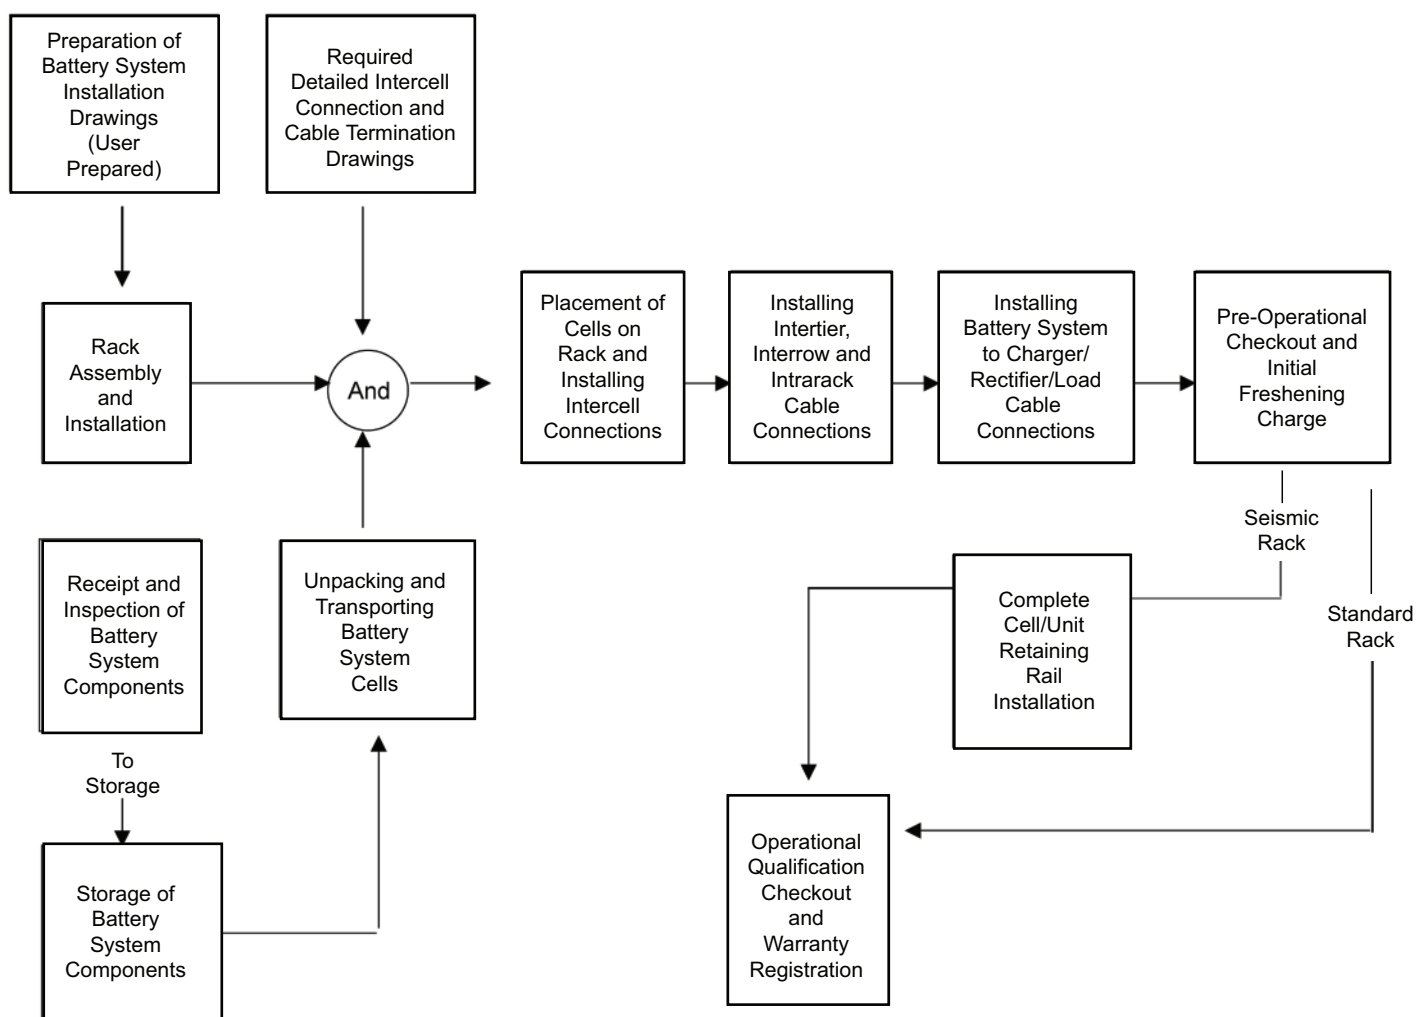 Preparation of
Battery System
Installation
Drawings
(User
Prepared)
Required
Detailed Intercell
Connection and
Cable Termination
Drawings
Rack
Assembly
and
Installation
And
Placement of
Cells on
Rack and
Installing
Intercell
Connections
Installing
Intertier,
Interrow and
Intrarack
Cable
Connections
Installing
Battery System
to Charger/
Rectifier/Load
Cable
Connections
Pre-Operational
Checkout and
Initial
Freshening
Charge
Seismic
Rack
Standard
Rack
Receipt and
Inspection of
Battery
System
Components
Unpacking and
Transporting
Battery
System
Cells
Complete
Cell/Unit
Retaining
Rail
Installation
To
Storage
Storage of
Battery
System
Components
Operational
Qualification
Checkout
and
Warranty
Registration